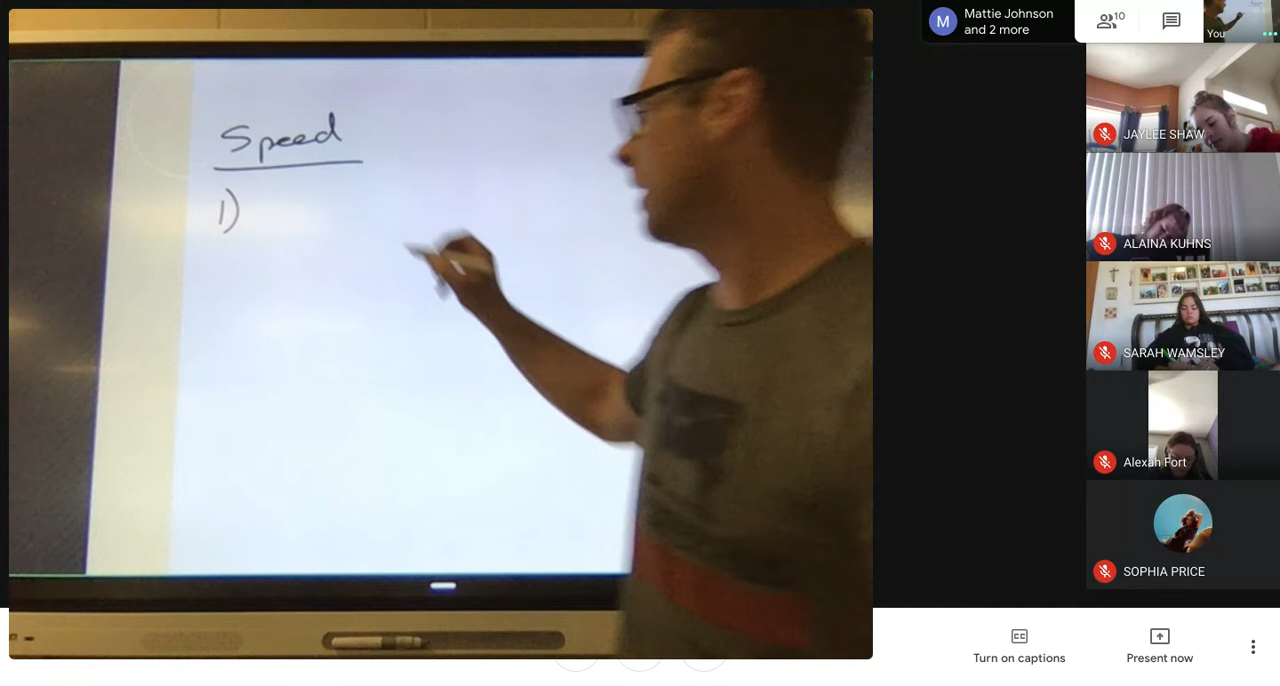 Speed
1)
Mattie Johnson
and 2 more
M
10
You
JAYLEE SHAW
ALAINA KUHNS
SARAH WAMSLEY
Alexah Fort
SOPHIA PRICE
CC
Turn on captions
Present now